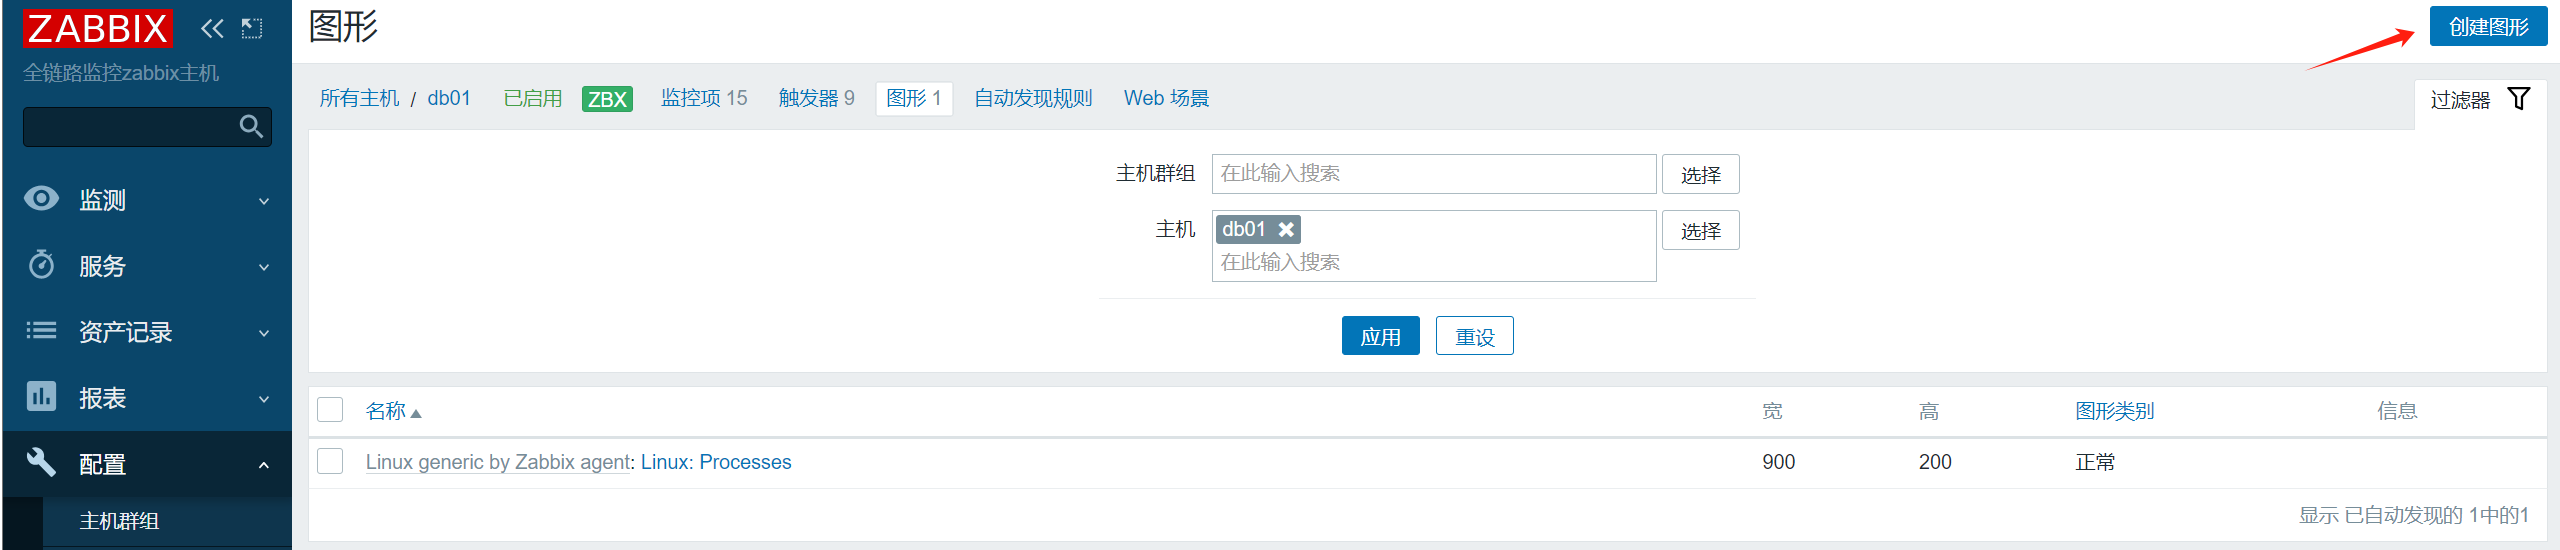 ZABBIX
全链路监控zabbix主机
监测
服务
资产记录
报表
配置
主机群组
图形
创建图形
所有主机 / db01 已启用 ZBX 监控项 15 触发器 9 图形 1 自动发现规则 Web 场景
过滤器
主机群组 在此输入搜索 选择
主机 db01 选择
在此输入搜索
应用 重设
名称 宽 高 图形类别 信息
Linux generic by Zabbix agent: Linux: Processes 900 200 正常
显示 已自动发现的 1中的1